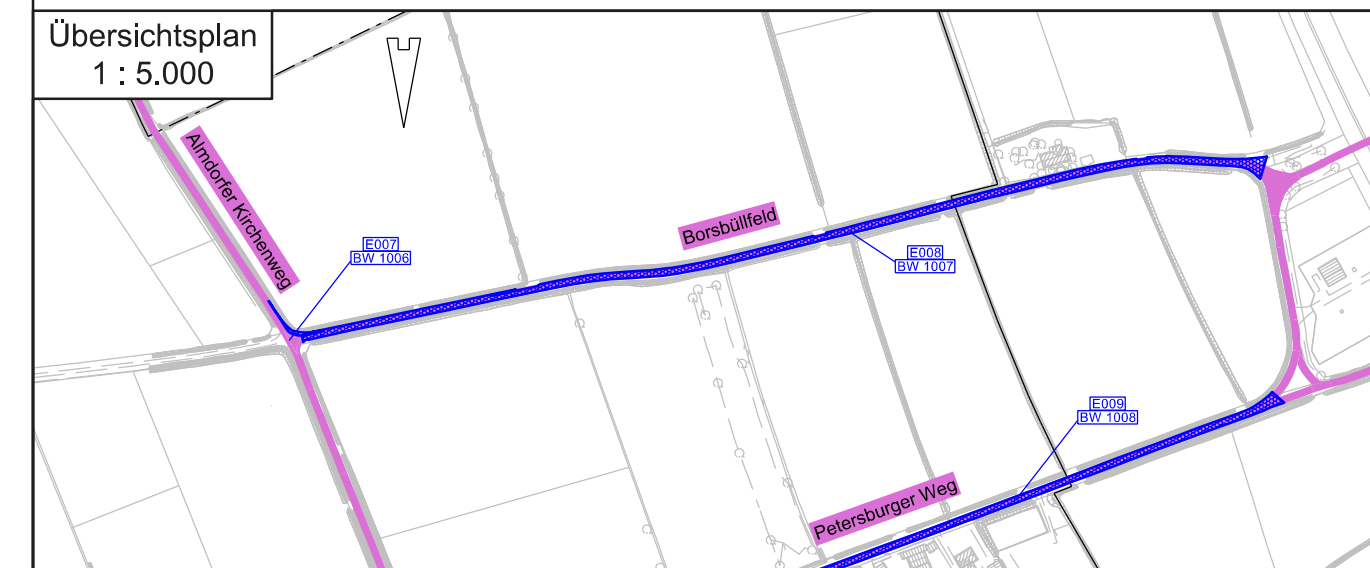 Übersichtsplan
1 : 5.000
Almdorfer Kirchenweg
E007
BW 1006
Borsbüllfeld
E008
BW 1007
E009
BW 1008
Petersburger Weg